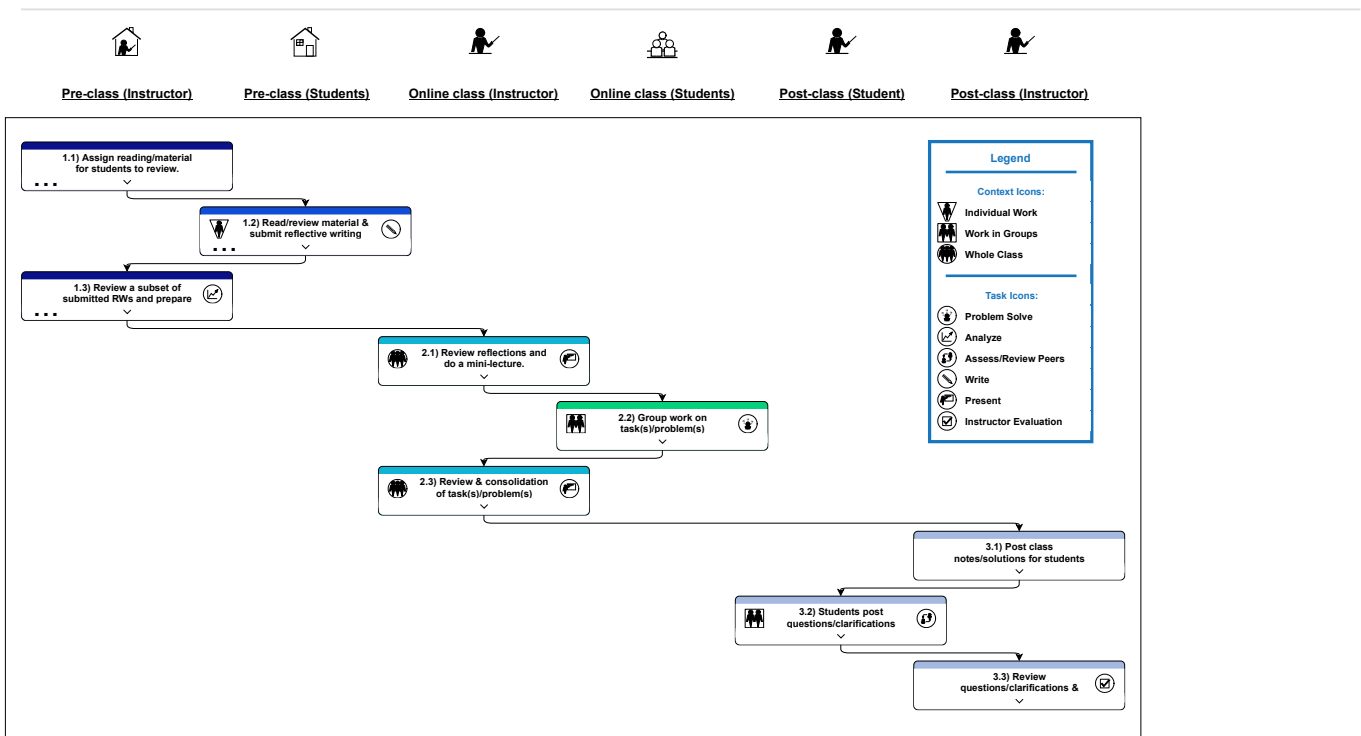 Pre-class (Instructor)
Pre-class (Students)
Online class (Instructor)
Online class (Students)
Post-class (Student)
Post-class (Instructor)
1.1) Assign reading/material
for students to review.
1.2) Read/review material &
submit reflective writing
1.3) Review a subset of
submitted RWs and prepare
2.1) Review reflections and
do a mini-lecture.
2.2) Group work on
task(s)/problem(s)
2.3) Review & consolidation
of task(s)/problem(s)
3.1) Post class
notes/solutions for students
3.2) Students post
questions/clarifications
3.3) Review
questions/clarifications &
Legend
Context Icons:
Individual Work
Work in Groups
Whole Class
Task Icons:
Problem Solve
Analyze
Assess/Review Peers
Write
Present
Instructor Evaluation